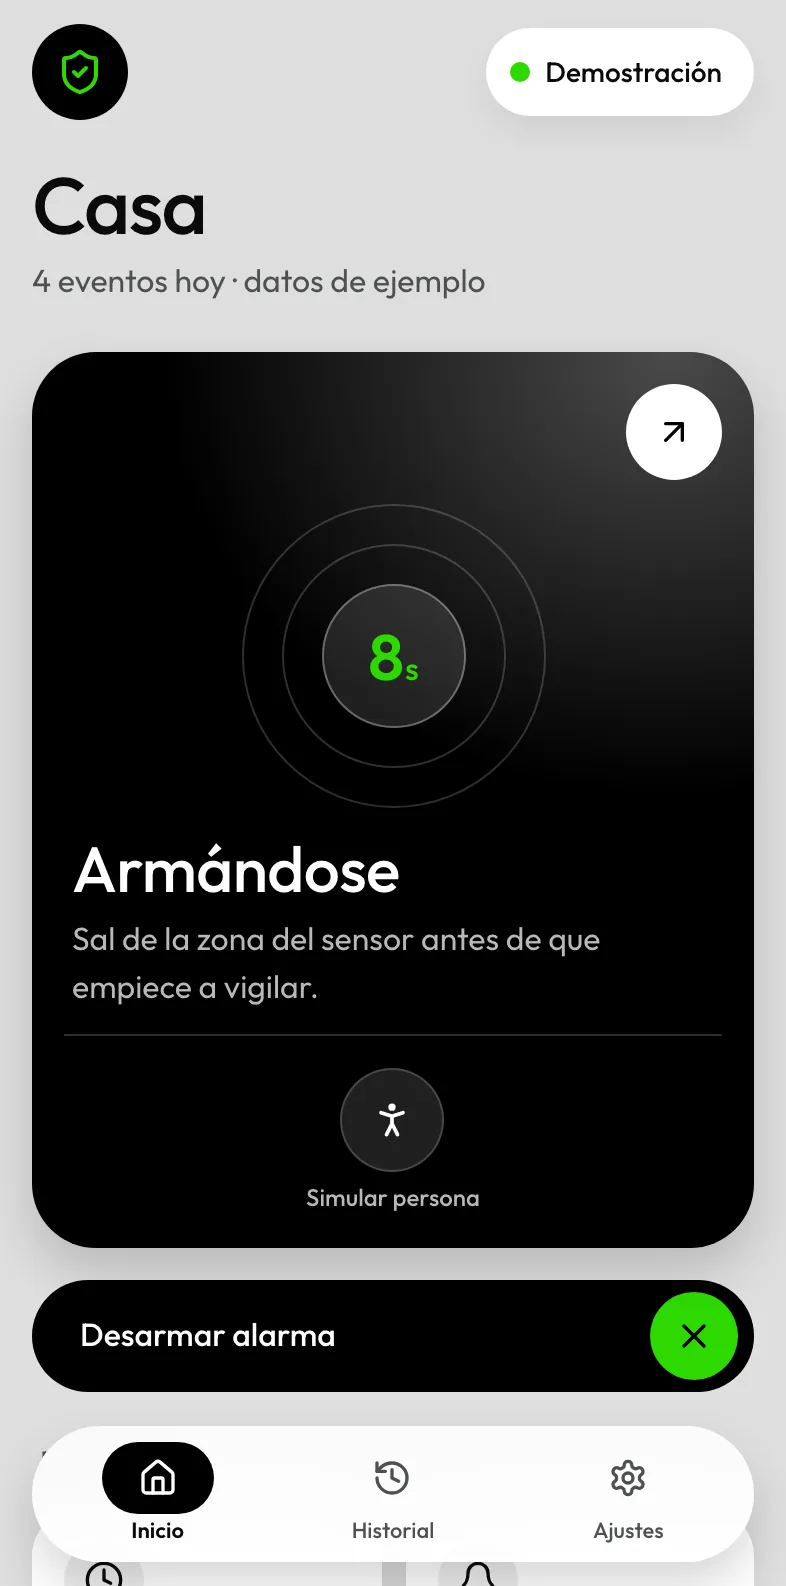 Demostración
Casa
4 eventos hoy · datos de ejemplo
8s
Armándose
Sal de la zona del sensor antes de que
empiece a vigilar.
Simular persona
Desarmar alarma
Inicio
Historial
Ajustes